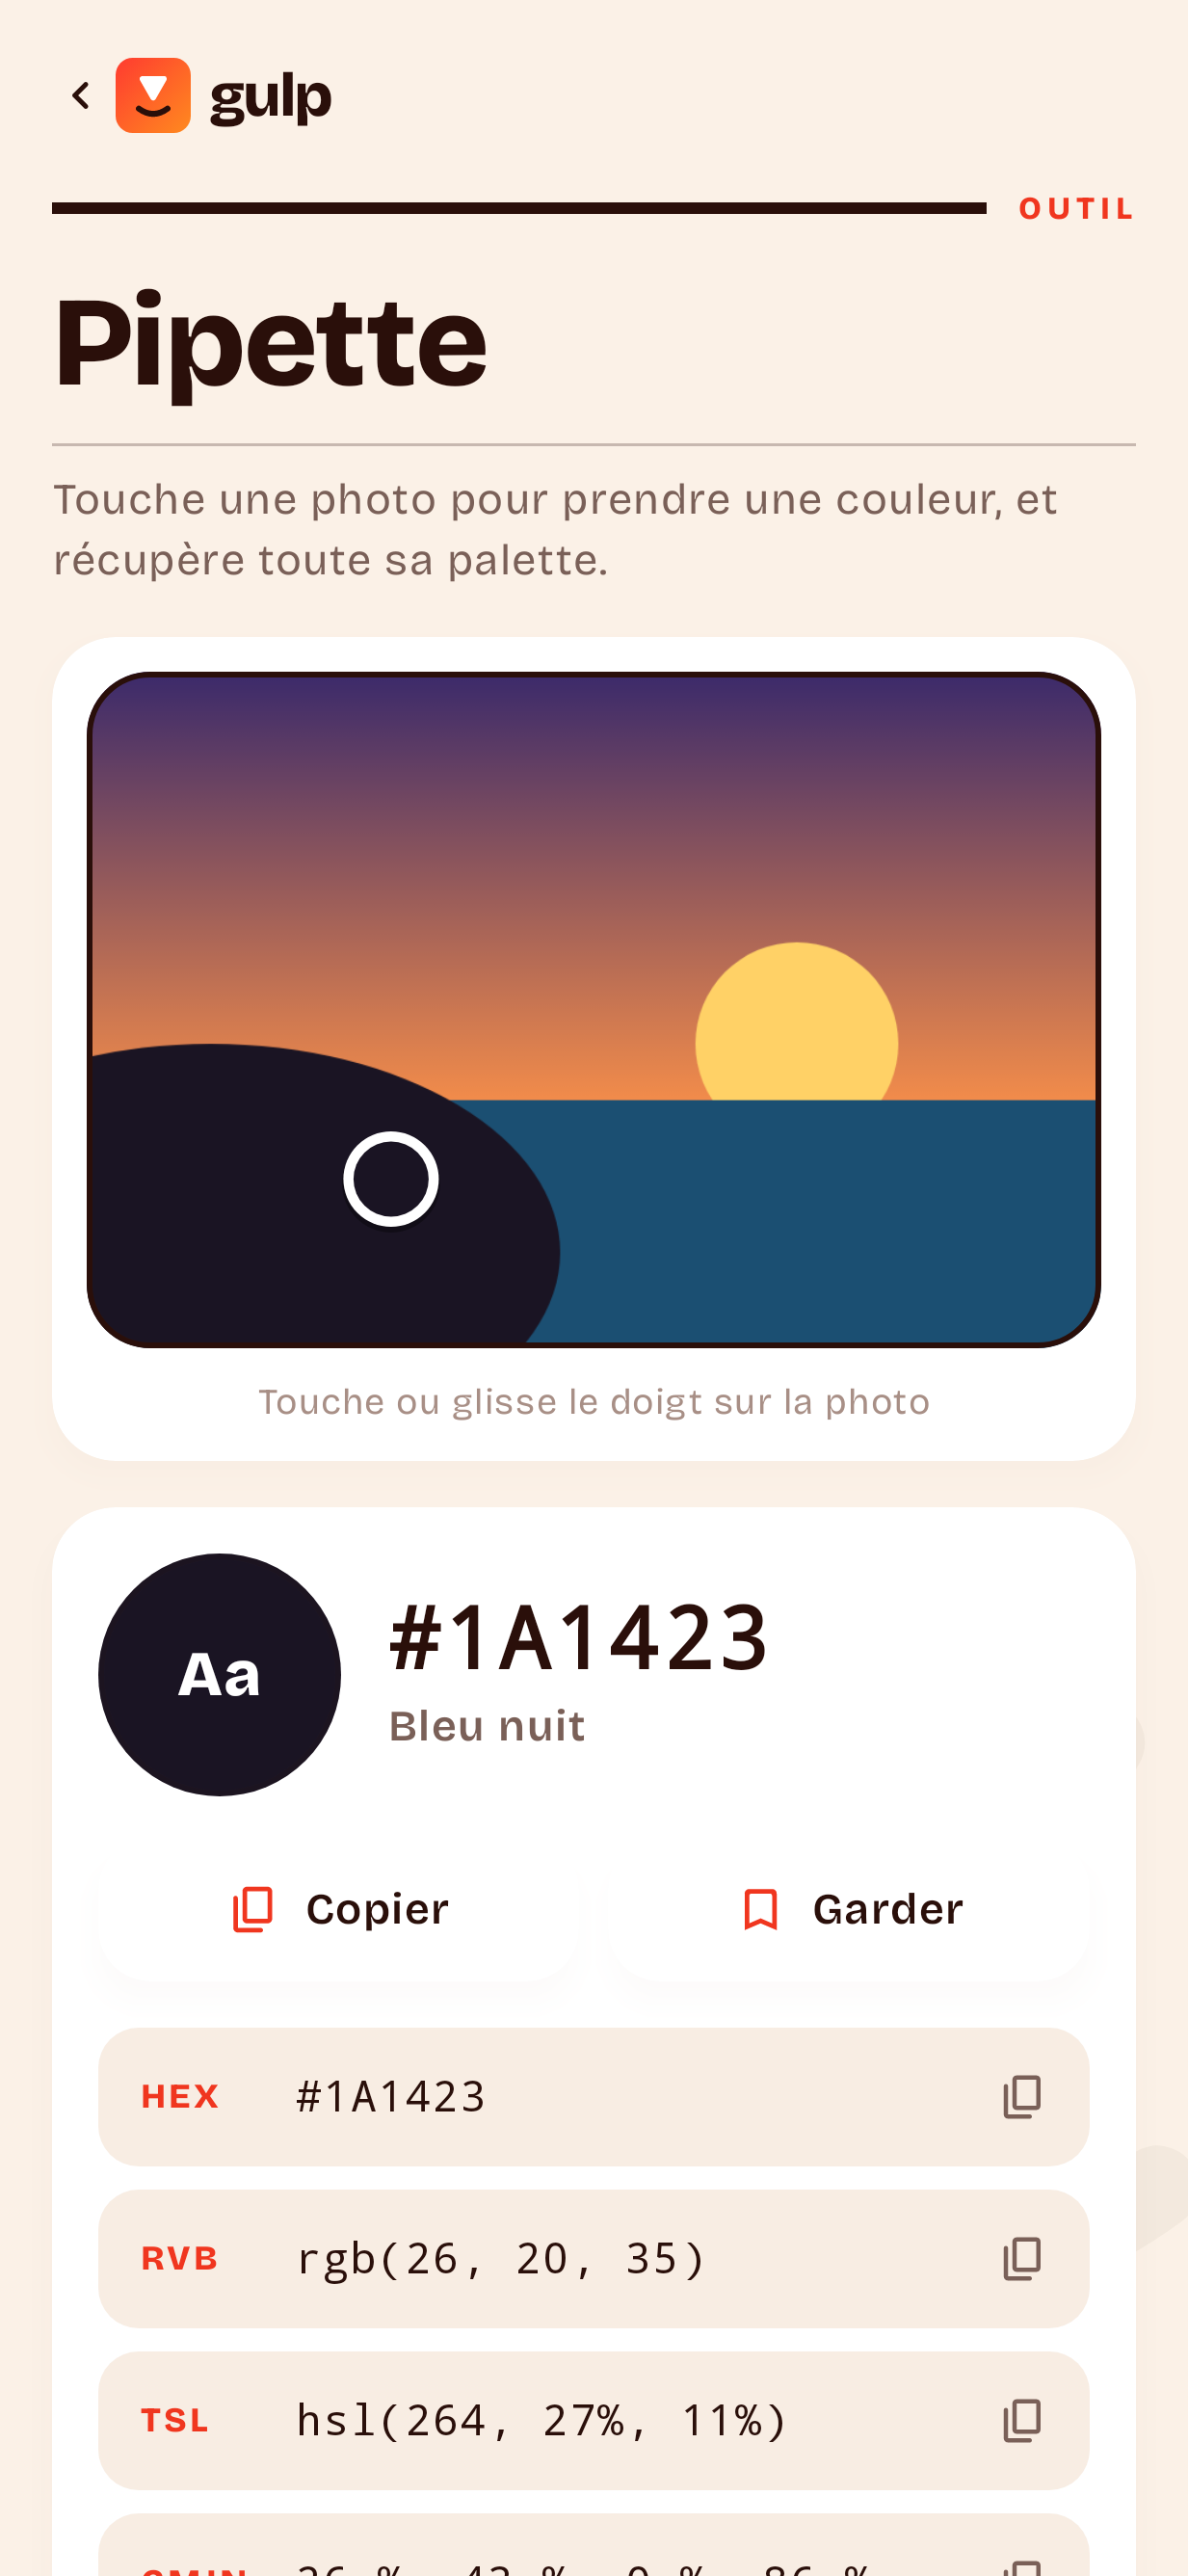 gulp
OUTIL
Pipette
Touche une photo pour prendre une couleur, et
récupère toute sa palette.
Touche ou glisse le doigt sur la photo
Aa
#1A1423
Bleu nuit
Copier
Garder
HEX #1A1423
RVB rgb(26, 20, 35)
TSL hsl(264, 27%, 11%)